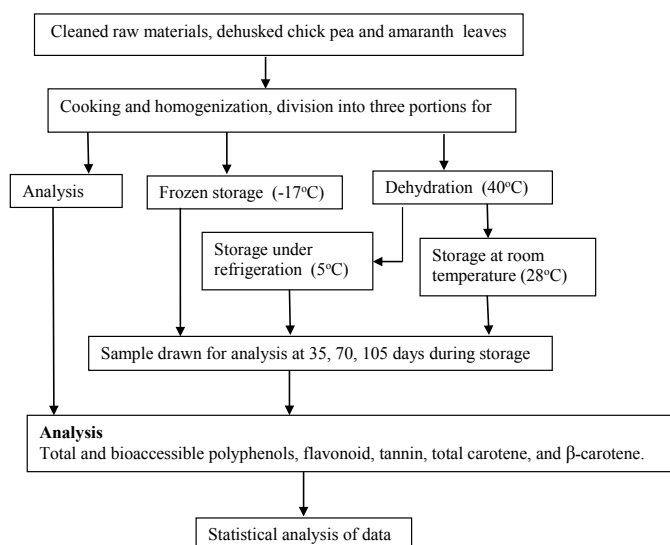 Cleaned raw materials, dehusked chick pea and amaranth leaves
Cooking and homogenization, division into three portions for
Analysis
Frozen storage (-17°C)
Dehydration (40°C)
Storage under
refrigeration (5°C)
Storage at room
temperature (28°C)
Sample drawn for analysis at 35, 70, 105 days during storage
Analysis
Total and bioaccessible polyphenols, flavonoid, tannin, total carotene, and β-carotene.
Statistical analysis of data